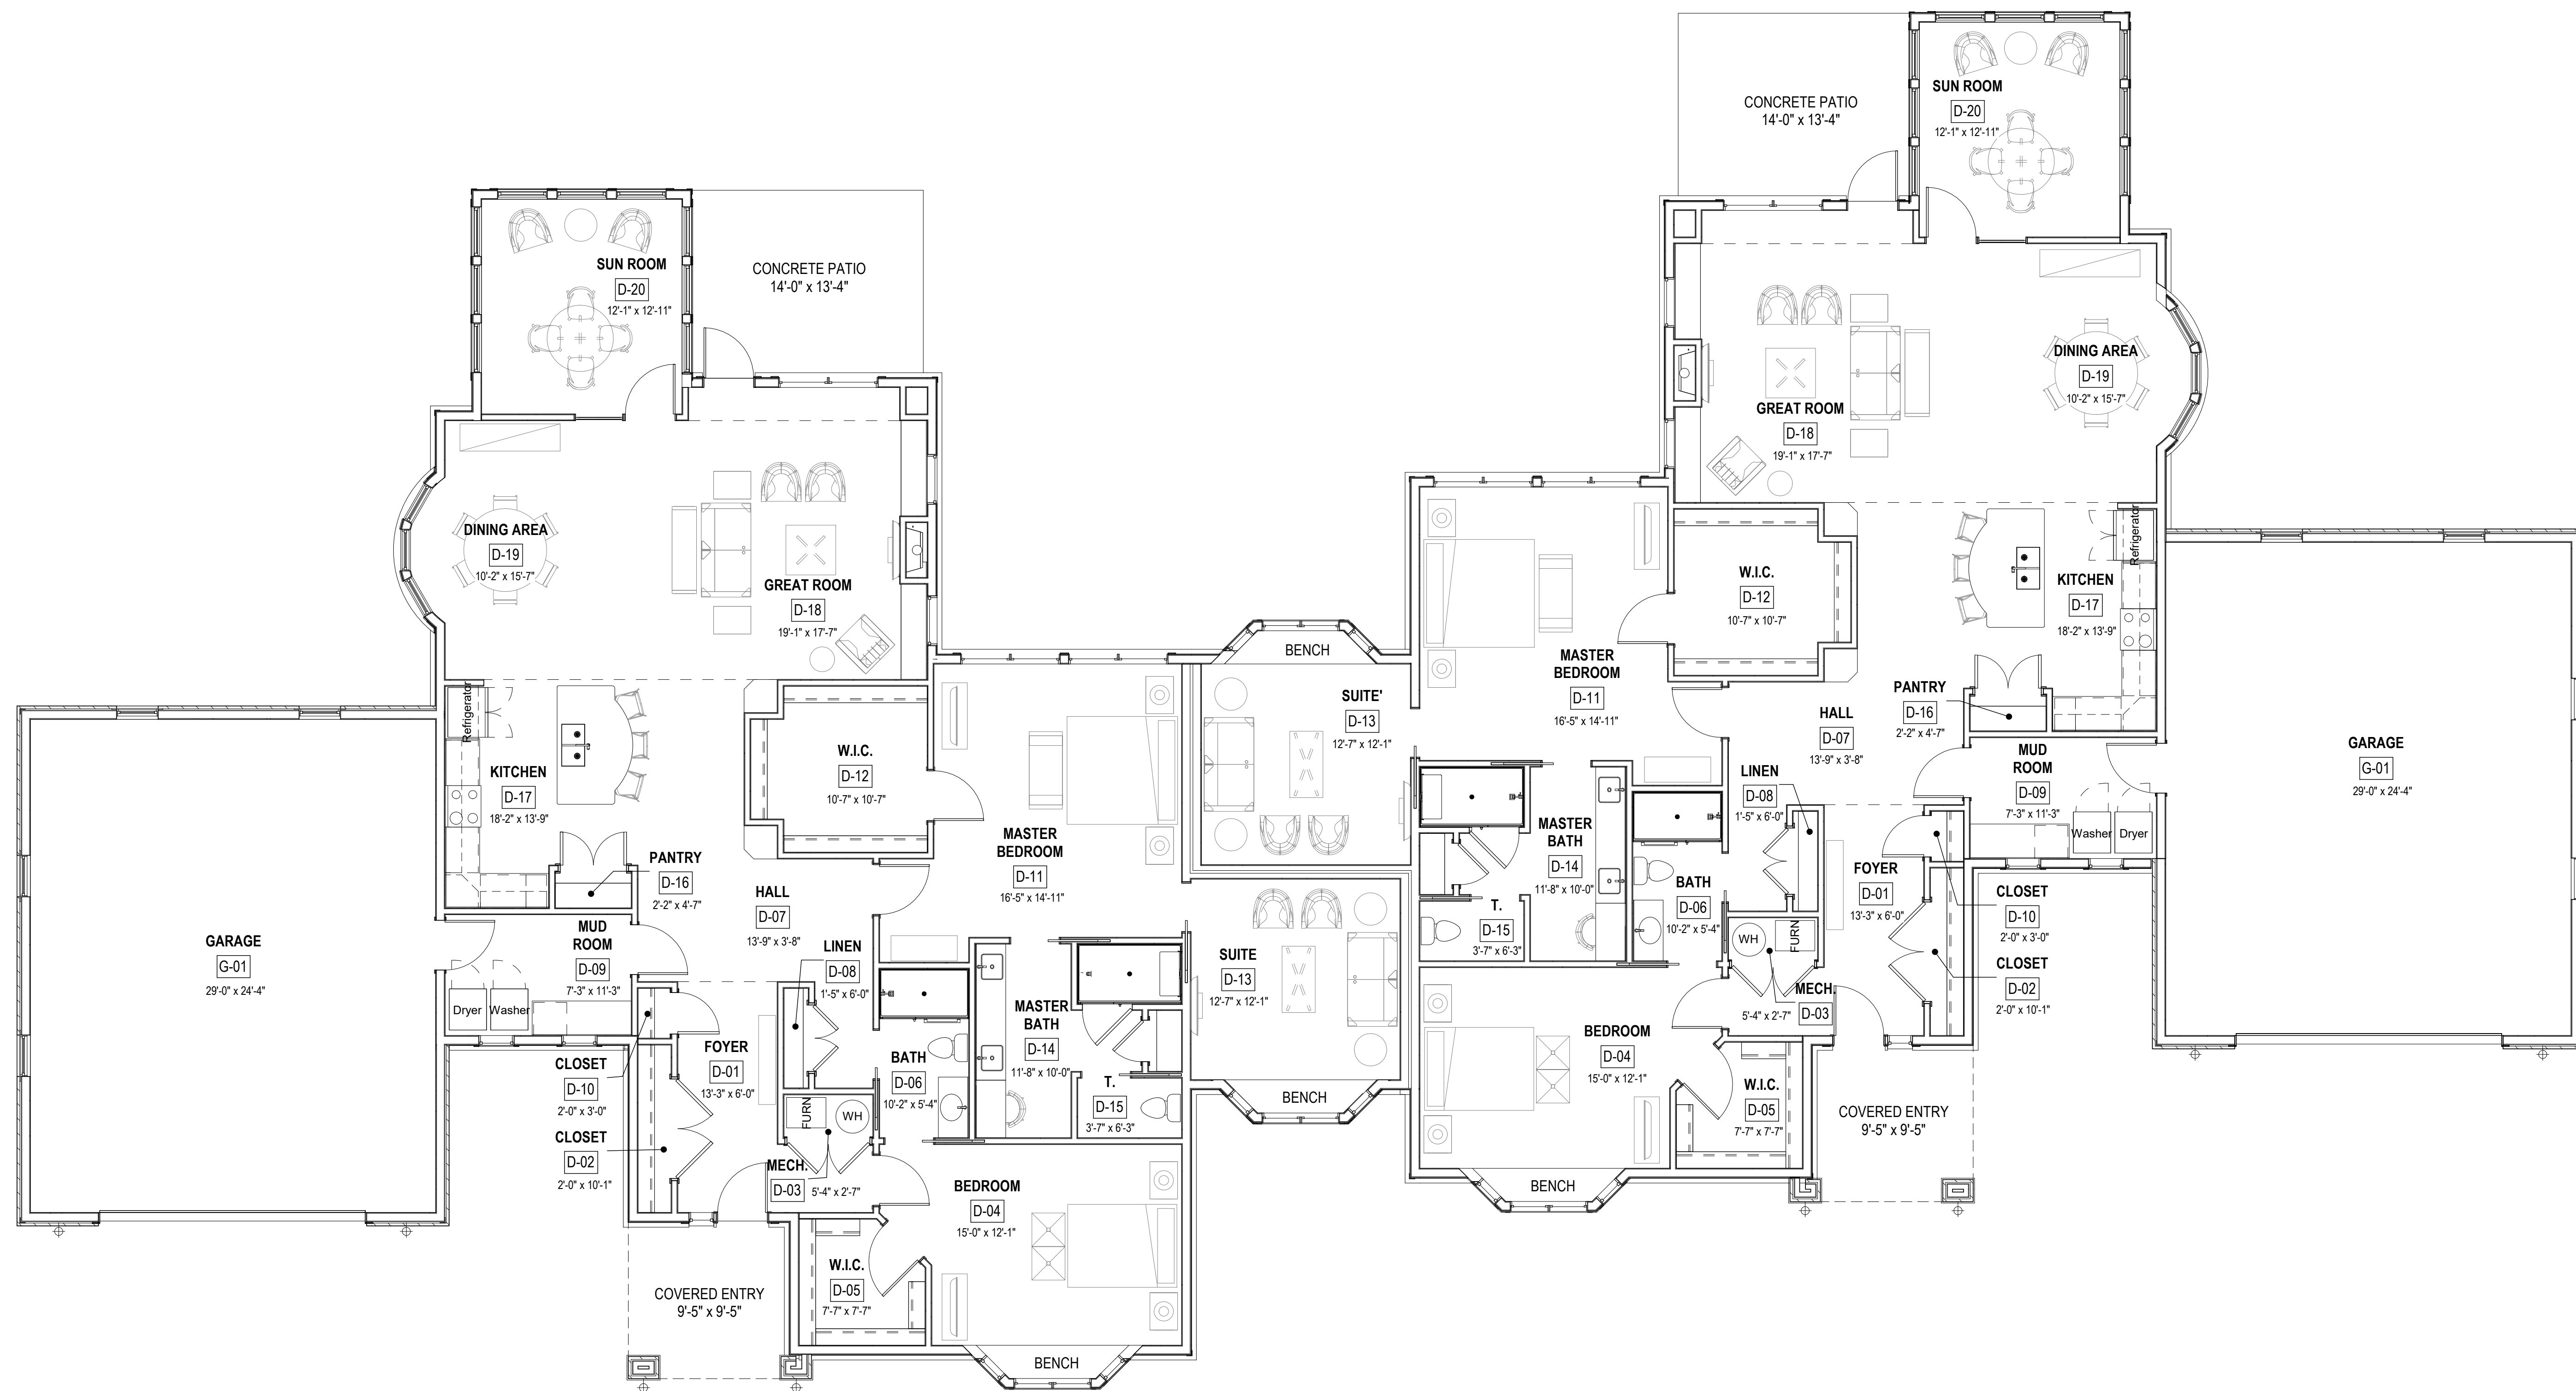 SUN ROOM
D-20
12'-1" x 12'-11"
CONCRETE PATIO
14'-0" x 13'-4"
DINING AREA
D-19
10'-2" x 15'-7"
GREAT ROOM
D-18
19'-1" x 17'-7"
Refrigerator
KITCHEN
D-17
18'-2" x 13'-9"
W.I.C.
D-12
10'-7" x 10'-7"
MASTER
BEDROOM
D-11
16'-5" x 14'-11"
PANTRY
D-16
2'-2" x 4'-7"
HALL
D-07
13'-9" x 3'-8"
GARAGE
G-01
29'-0" x 24'-4"
MUD
ROOM
D-09
7'-3" x 11'-3"
Dryer
Washer
LINEN
D-08
1'-5" x 6'-0"
SUITE
D-13
12'-7" x 12'-1"
BENCH
MASTER
BATH
D-14
11'-8" x 10'-0"
T.
D-15
3'-7" x 6'-3"
BATH
D-06
10'-2" x 5'-4"
FOYER
D-01
13'-3" x 6'-0"
CLOSET
D-10
2'-0" x 3'-0"
CLOSET
D-02
2'-0" x 10'-1"
FURN
WH
MECH.
D-03
5'-4" x 2'-7"
BEDROOM
D-04
15'-0" x 12'-1"
W.I.C.
D-05
7'-7" x 7'-7"
COVERED ENTRY
9'-5" x 9'-5"
BENCH
CONCRETE PATIO
14'-0" x 13'-4"
SUN ROOM
D-20
12'-1" x 12'-11"
DINING AREA
D-19
10'-2" x 15'-7"
GREAT ROOM
D-18
19'-1" x 17'-7"
Refrigerator
KITCHEN
D-17
18'-2" x 13'-9"
W.I.C.
D-12
10'-7" x 10'-7"
BENCH
MASTER
BEDROOM
D-11
16'-5" x 14'-11"
SUITE'
D-13
12'-7" x 12'-1"
PANTRY
D-16
2'-2" x 4'-7"
HALL
D-07
13'-9" x 3'-8"
GARAGE
G-01
29'-0" x 24'-4"
MUD
ROOM
D-09
7'-3" x 11'-3"
Washer
Dryer
LINEN
D-08
1'-5" x 6'-0"
MASTER
BATH
D-14
11'-8" x 10'-0"
T.
D-15
3'-7" x 6'-3"
BATH
D-06
10'-2" x 5'-4"
FOYER
D-01
13'-3" x 6'-0"
CLOSET
D-10
2'-0" x 3'-0"
CLOSET
D-02
2'-0" x 10'-1"
WH
FURN
MECH.
D-03
5'-4" x 2'-7"
BEDROOM
D-04
15'-0" x 12'-1"
W.I.C.
D-05
7'-7" x 7'-7"
COVERED ENTRY
9'-5" x 9'-5"
BENCH